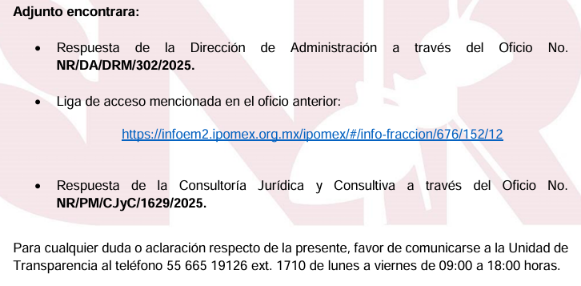 Adjunto encontrara:
• Respuesta de la Dirección de Administración a través del Oficio No.
NR/DA/DRM/302/2025.
• Liga de acceso mencionada en el oficio anterior:
https://infoem2.ipomex.org.mx/ipomex/#/info-fraccion/676/152/12
• Respuesta de la Consultoría Jurídica y Consultiva a través del Oficio No.
NR/PM/CJyC/1629/2025.
Para cualquier duda o aclaración respecto de la presente, favor de comunicarse a la Unidad de
Transparencia al teléfono 55 665 19126 ext. 1710 de lunes a viernes de 09:00 a 18:00 horas.